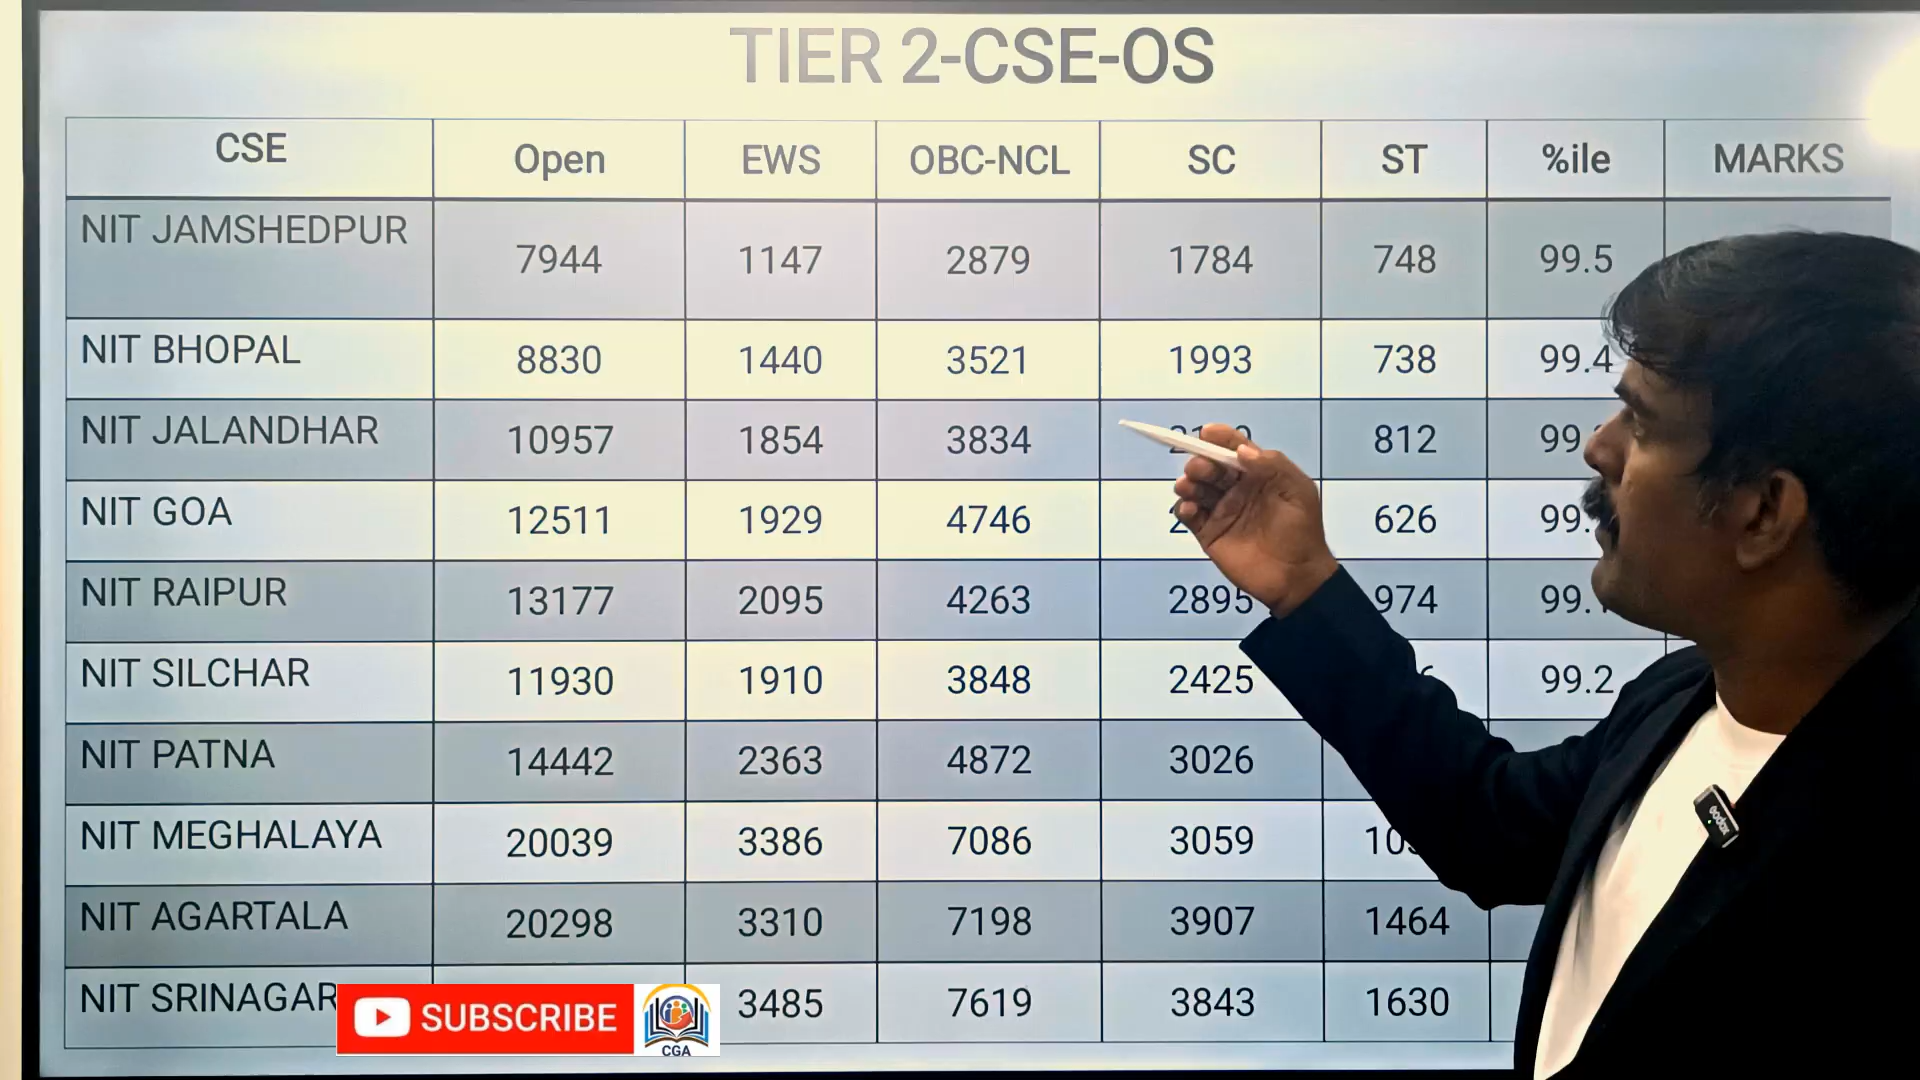 TIER 2-CSE-OS
CSE Open EWS OBC-NCL SC ST %ile MARKS
NIT JAMSHEDPUR 7944 1147 2879 1784 748 99.5
NIT BHOPAL 8830 1440 3521 1993 738 99.4
NIT JALANDHAR 10957 1854 3834 812
NIT GOA 12511 1929 4746 626
NIT RAIPUR 13177 2095 4263 2895 974
NIT SILCHAR 11930 1910 3848 2425 99.2
NIT PATNA 14442 2363 4872 3026
NIT MEGHALAYA 20039 3386 7086 3059
NIT AGARTALA 20298 3310 7198 3907 1464
NIT SRINAGAR 3485 7619 3843 1630
SUBSCRIBE
CGA
Godox